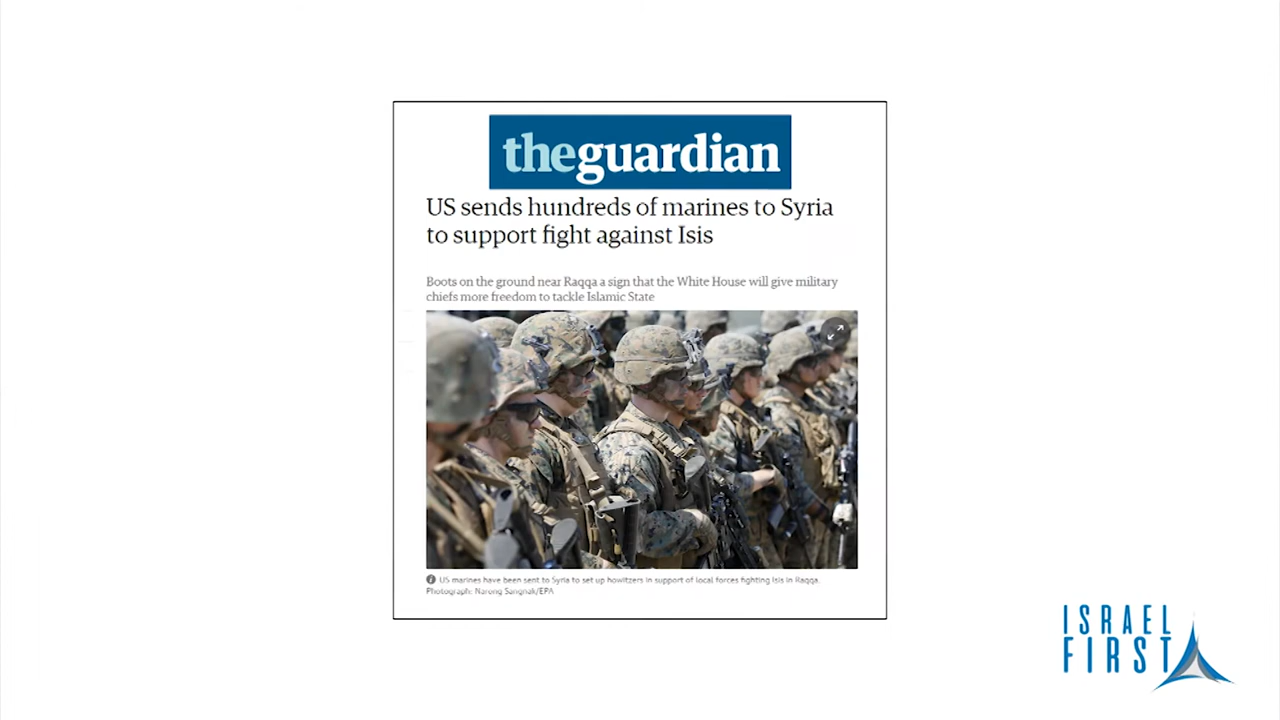 theguardian
US sends hundreds of marines to Syria
to support fight against Isis
Boots on the ground near Raqqa a sign that the White House will give military
chiefs more freedom to tackle Islamic State
US marines have been sent to Syria to set up howitzers in support of local forces fighting Isis in Raqqa.
Photograph: Narong Sangnak/EPA
ISRAEL
FIRST